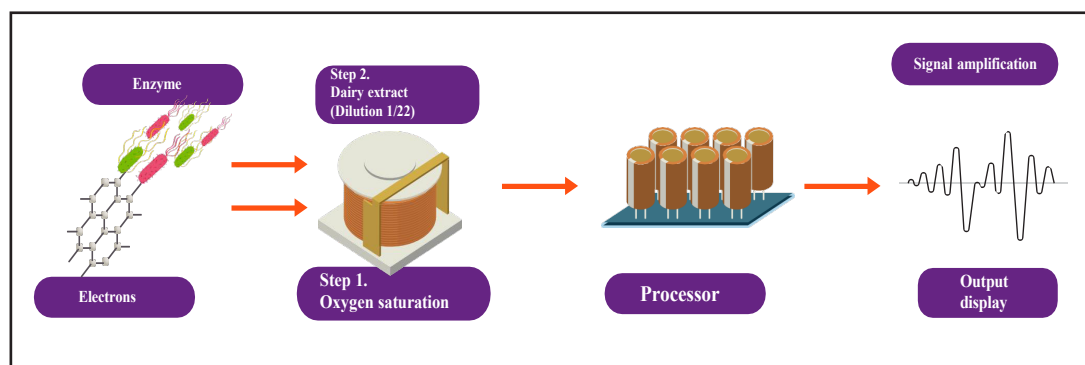 Enzyme
Electrons
Step 2.
Dairy extract
(Dilution 1/22)
Step 1.
Oxygen saturation
Processor
Signal amplification
Output
display